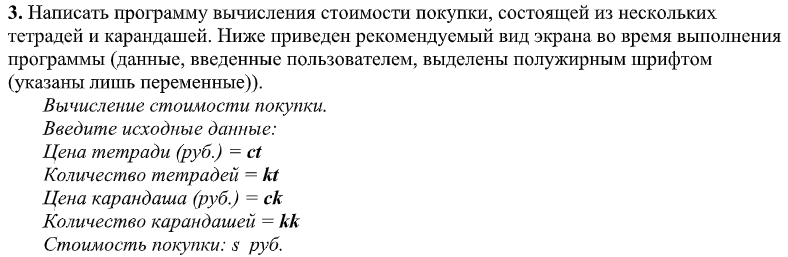 3. Написать программу вычисления стоимости покупки, состоящей из нескольких
тетрадей и карандашей. Ниже приведен рекомендуемый вид экрана во время выполнения
программы (данные, введенные пользователем, выделены полужирным шрифтом
(указаны лишь переменные)).
Вычисление стоимости покупки.
Введите исходные данные:
Цена тетради (руб.) = ct
Количество тетрадей = kt
Цена карандаша (руб.) = ck
Количество карандашей = kk
Стоимость покупки: s руб.